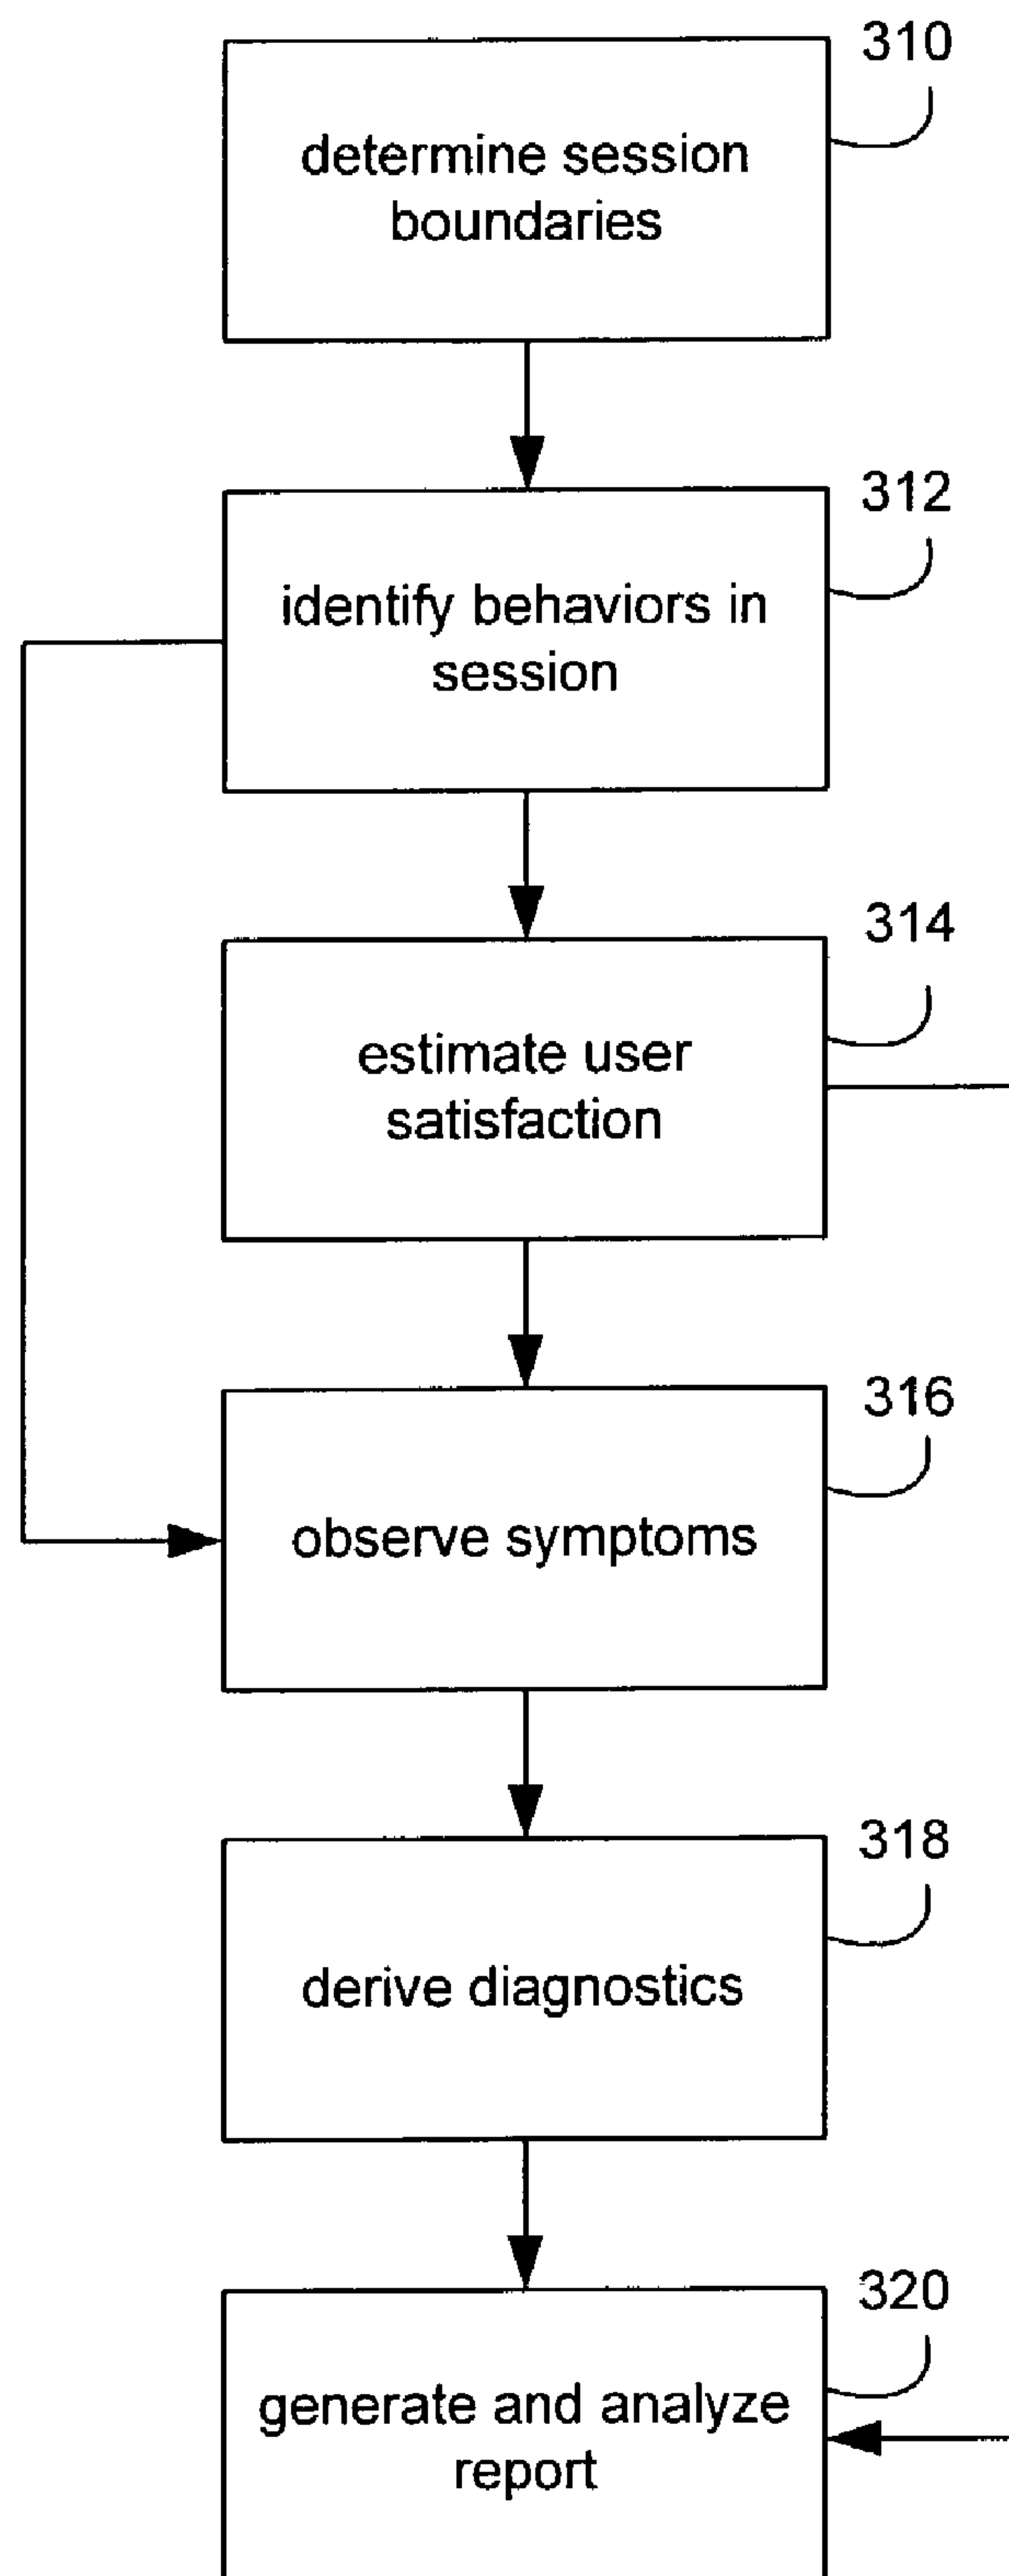 310
determine session
boundaries
312
identify behaviors in
session
314
estimate user
satisfaction
316
observe symptoms
318
derive diagnostics
320
generate and analyze
report